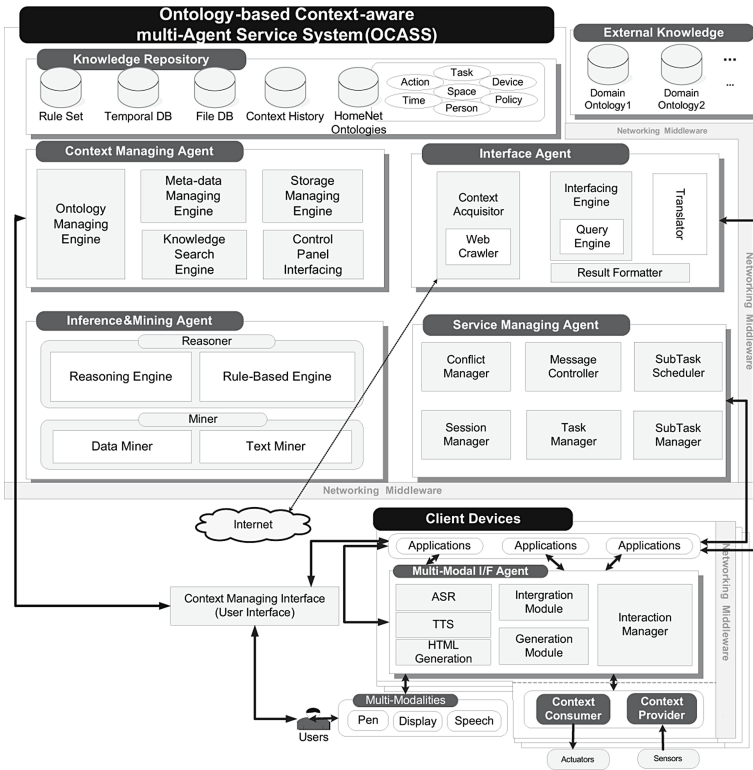 Ontology-based Context-aware
multi-Agent Service System(OCASS)
External Knowledge
Domain
Ontology1
Domain
Ontology2
...
...
Knowledge Repository
Rule Set
Temporal DB
File DB
Context History
HomeNet
Ontologies
Task
Action
Device
Space
Time
Policy
Person
Networking Middleware
Context Managing Agent
Ontology
Managing
Engine
Meta-data
Managing
Engine
Storage
Managing
Engine
Knowledge
Search
Engine
Control
Panel
Interfacing
Interface Agent
Context
Acquisitor
Web
Crawler
Interfacing
Engine
Query
Engine
Translator
Result Formatter
Networking Middleware
Inference&Mining Agent
Reasoner
Reasoning Engine
Rule-Based Engine
Miner
Data Miner
Text Miner
Service Managing Agent
Conflict
Manager
Message
Controller
SubTask
Scheduler
Session
Manager
Task
Manager
SubTask
Manager
Networking Middleware
Internet
Client Devices
Applications
Applications
Applications
Multi-Modal I/F Agent
ASR
TTS
HTML
Generation
Intergration
Module
Generation
Module
Interaction
Manager
Networking Middleware
Context Managing Interface
(User Interface)
Users
Multi-Modalities
Pen
Display
Speech
Context
Consumer
Context
Provider
Actuators
Sensors